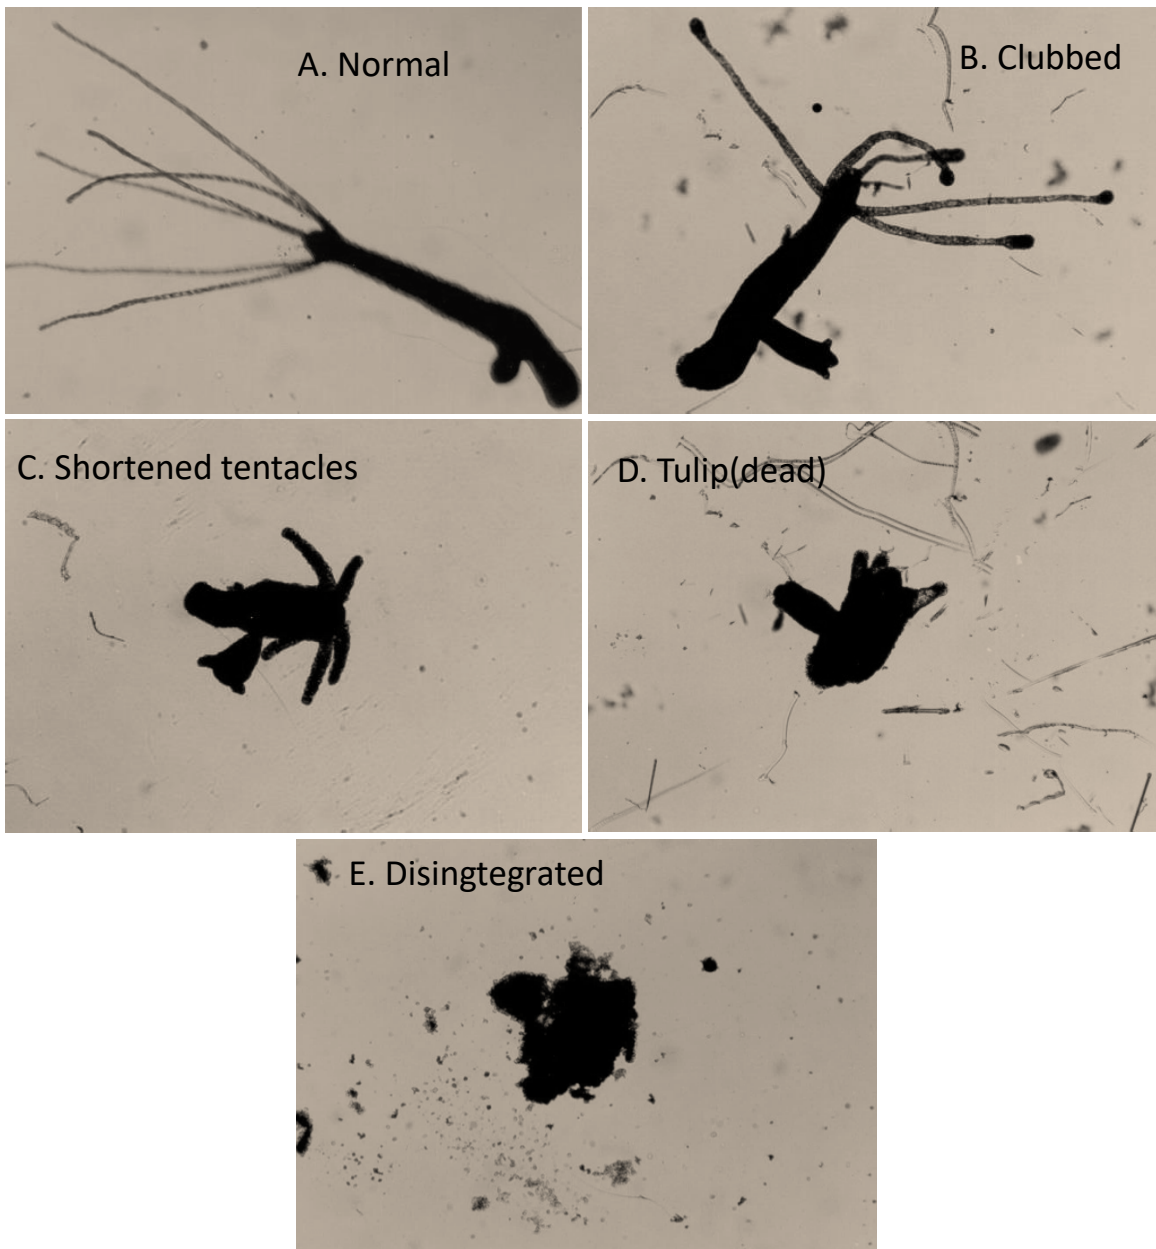 A. Normal
B. Clubbed
C. Shortened tentacles
D. Tulip(dead)
E. Disingtegrated